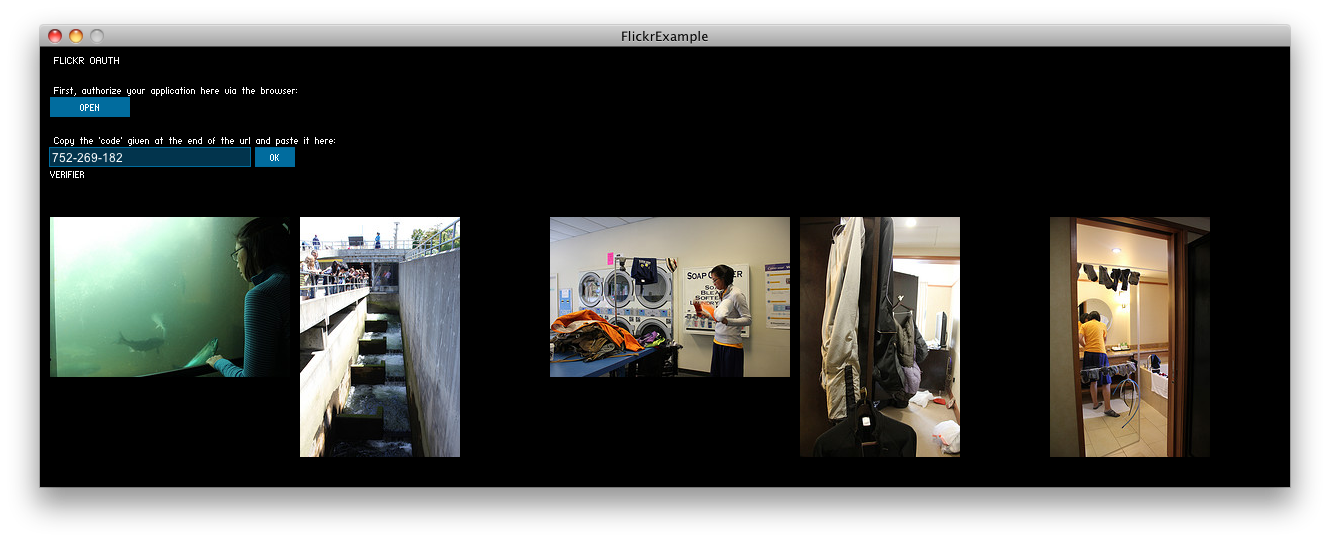 FlickrExample
FLICKR OAUTH
First, authorize your application here via the browser:
OPEN
Copy the 'code' given at the end of the url and paste it here:
752-269-182
OK
VERIFIER
SOAP